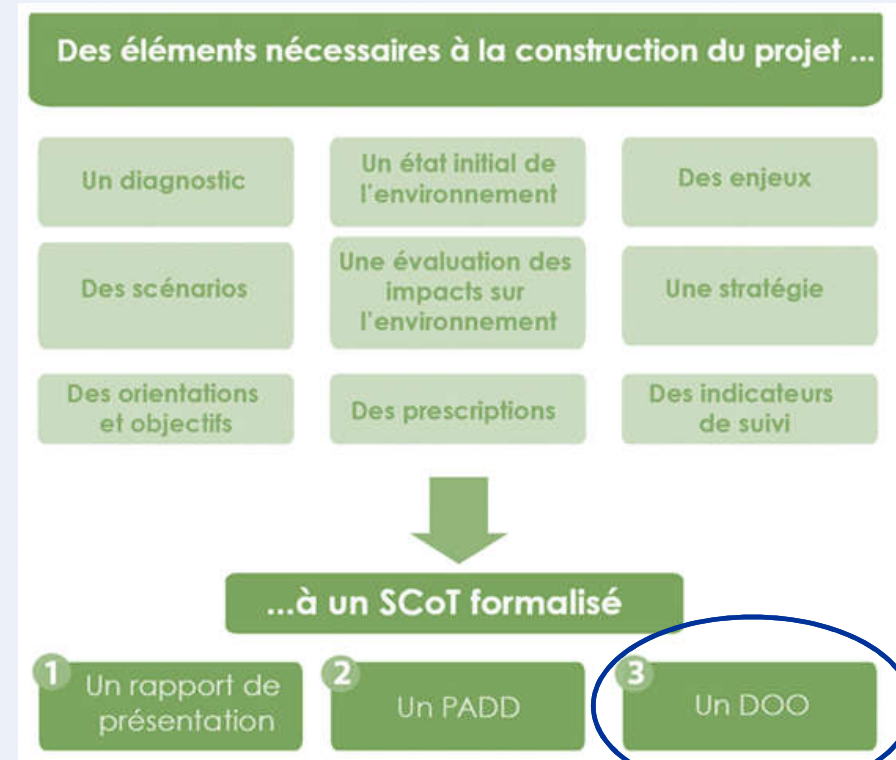 Des éléments nécessaires à la construction du projet ...
Un diagnostic
Un état initial de
l'environnement
Des enjeux
Des scénarios
Une évaluation des
impacts sur
l'environnement
Une stratégie
Des orientations
et objectifs
Des prescriptions
Des indicateurs
de suivi
...à un SCoT formalisé
1
Un rapport de
présentation
2
Un PADD
3
Un DOO